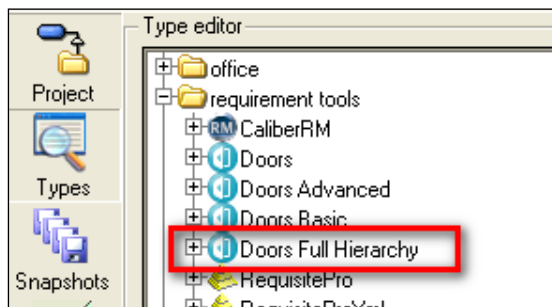 Type editor
Project
Types
Snapshots
office
requirement tools
RM CaliberRM
Doors
Doors Advanced
Doors Basic
Doors Full Hierarchy
RequisitePro
RequisiteProXml